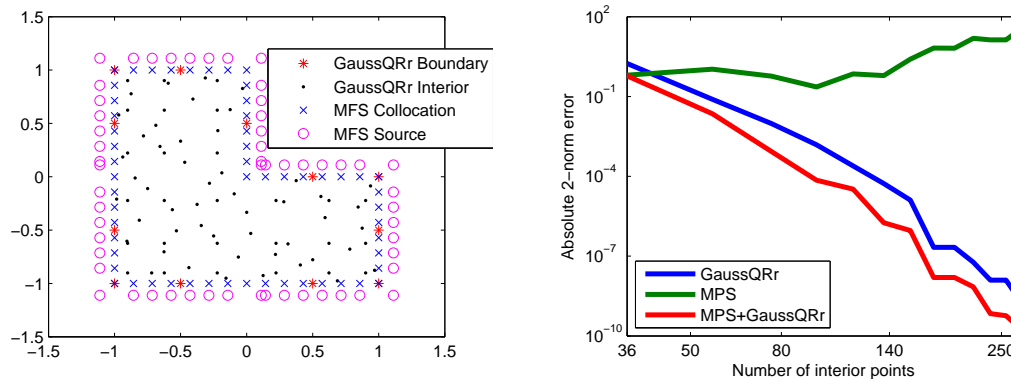 1.5
1
0.5
0
−0.5
−1
−1.5
−1.5
−1
−0.5
0
0.5
1
1.5
GaussQRr Boundary
GaussQRr Interior
MFS Collocation
MFS Source
10^2
10^−1
10^−4
10^−7
10^−10
Absolute 2−norm error
36
50
80
140
250
Number of interior points
GaussQRr
MPS
MPS+GaussQRr